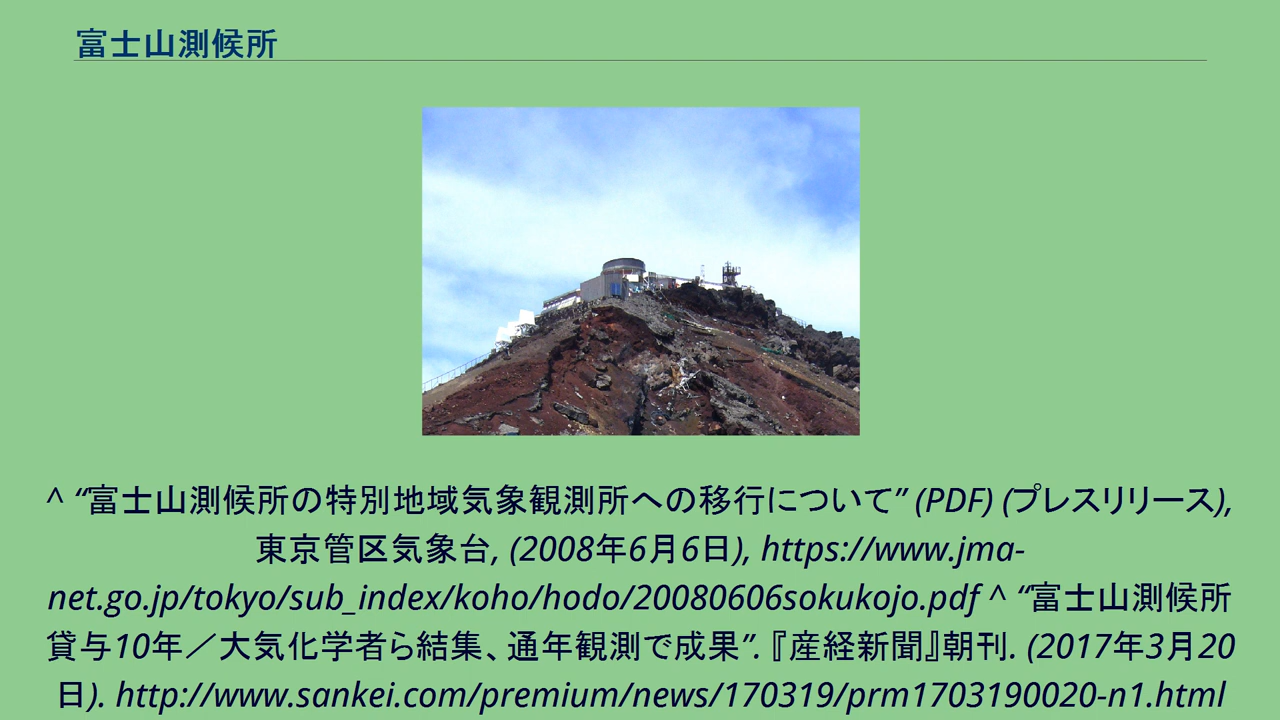 富士山測候所
^ “富士山測候所の特別地域気象観測所への移行について” (PDF) (プレスリリース),
東京管区気象台, (2008年6月6日), https://www.jma-
net.go.jp/tokyo/sub_index/koho/hodo/20080606sokukojo.pdf ^ “富士山測候所
貸与10年／大気化学者ら結集、通年観測で成果”. 『産経新聞』朝刊. (2017年3月20
日). http://www.sankei.com/premium/news/170319/prm1703190020-n1.html